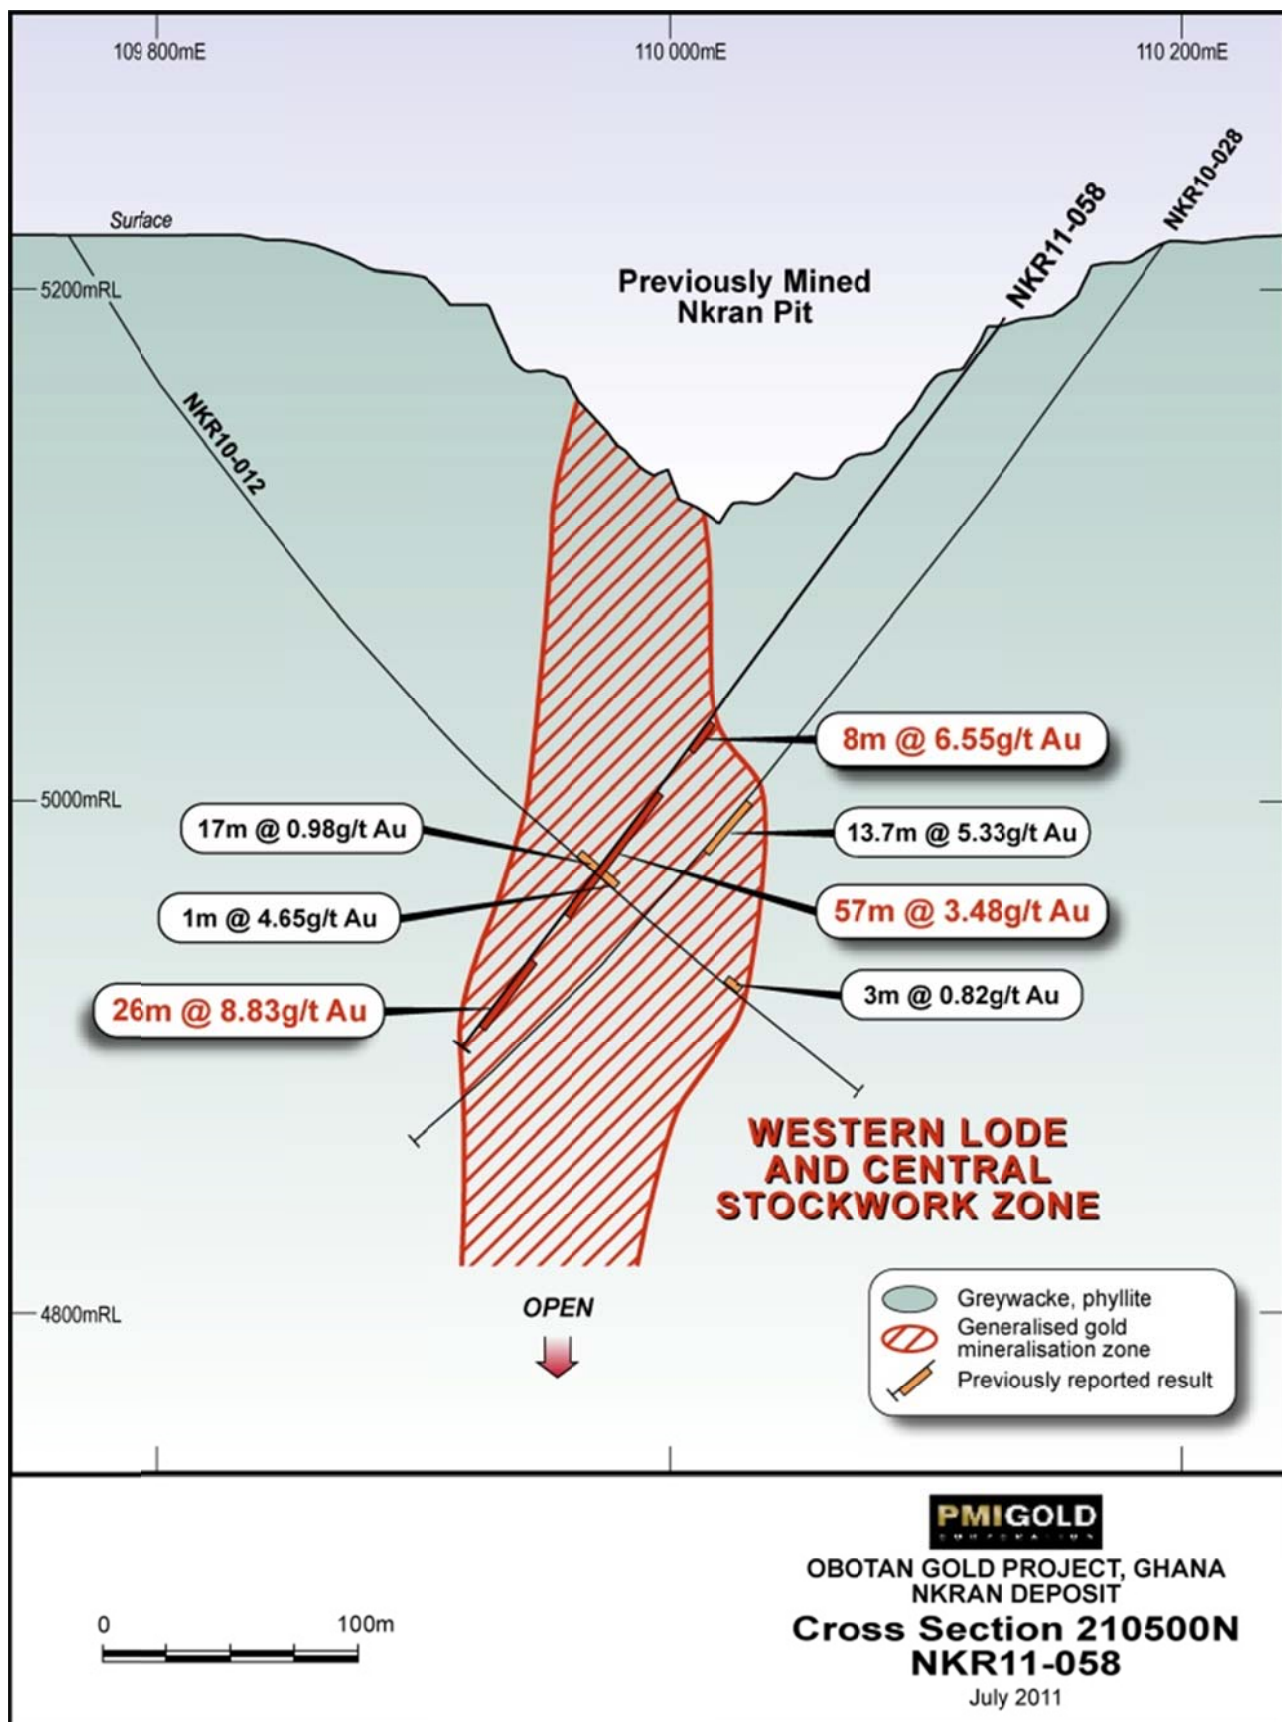 109 800mE
110 000mE
110 200mE
Surface
NKR11-058
NKR10-028
5200mRL
Previously Mined
Nkran Pit
NKR10-012
8m @ 6.55g/t Au
5000mRL
17m @ 0.98g/t Au
13.7m @ 5.33g/t Au
1m @ 4.65g/t Au
57m @ 3.48g/t Au
26m @ 8.83g/t Au
3m @ 0.82g/t Au
WESTERN LODE
AND CENTRAL
STOCKWORK ZONE
OPEN
4800mRL
Greywacke, phyllite
Generalised gold
mineralisation zone
Previously reported result
PMIGOLD
CORPORATION
OBOTAN GOLD PROJECT, GHANA
NKRAN DEPOSIT
Cross Section 210500N
NKR11-058
July 2011
0
100m